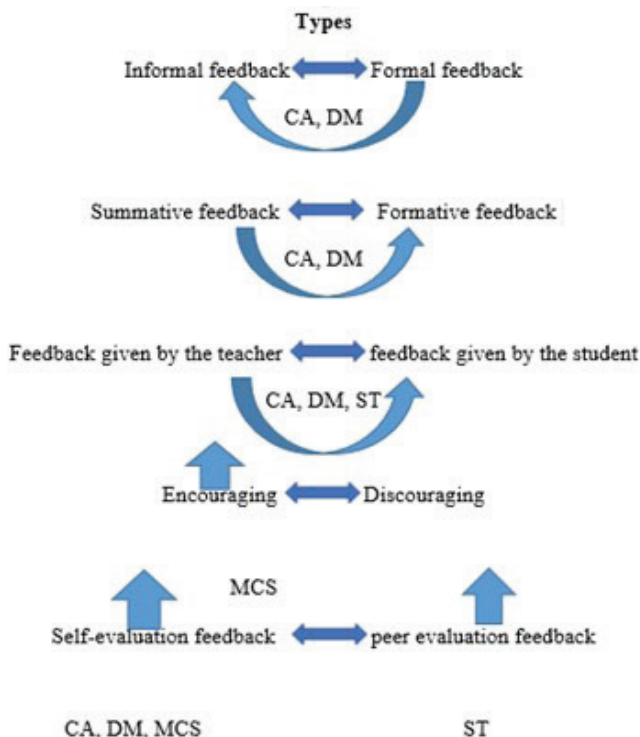 Types
Informal feedback Formal feedback
CA, DM
Summative feedback Formative feedback
CA, DM
Feedback given by the teacher feedback given by the student
CA, DM, ST
Encouraging Discouraging
MCS
Self-evaluation feedback peer evaluation feedback
CA, DM, MCS ST